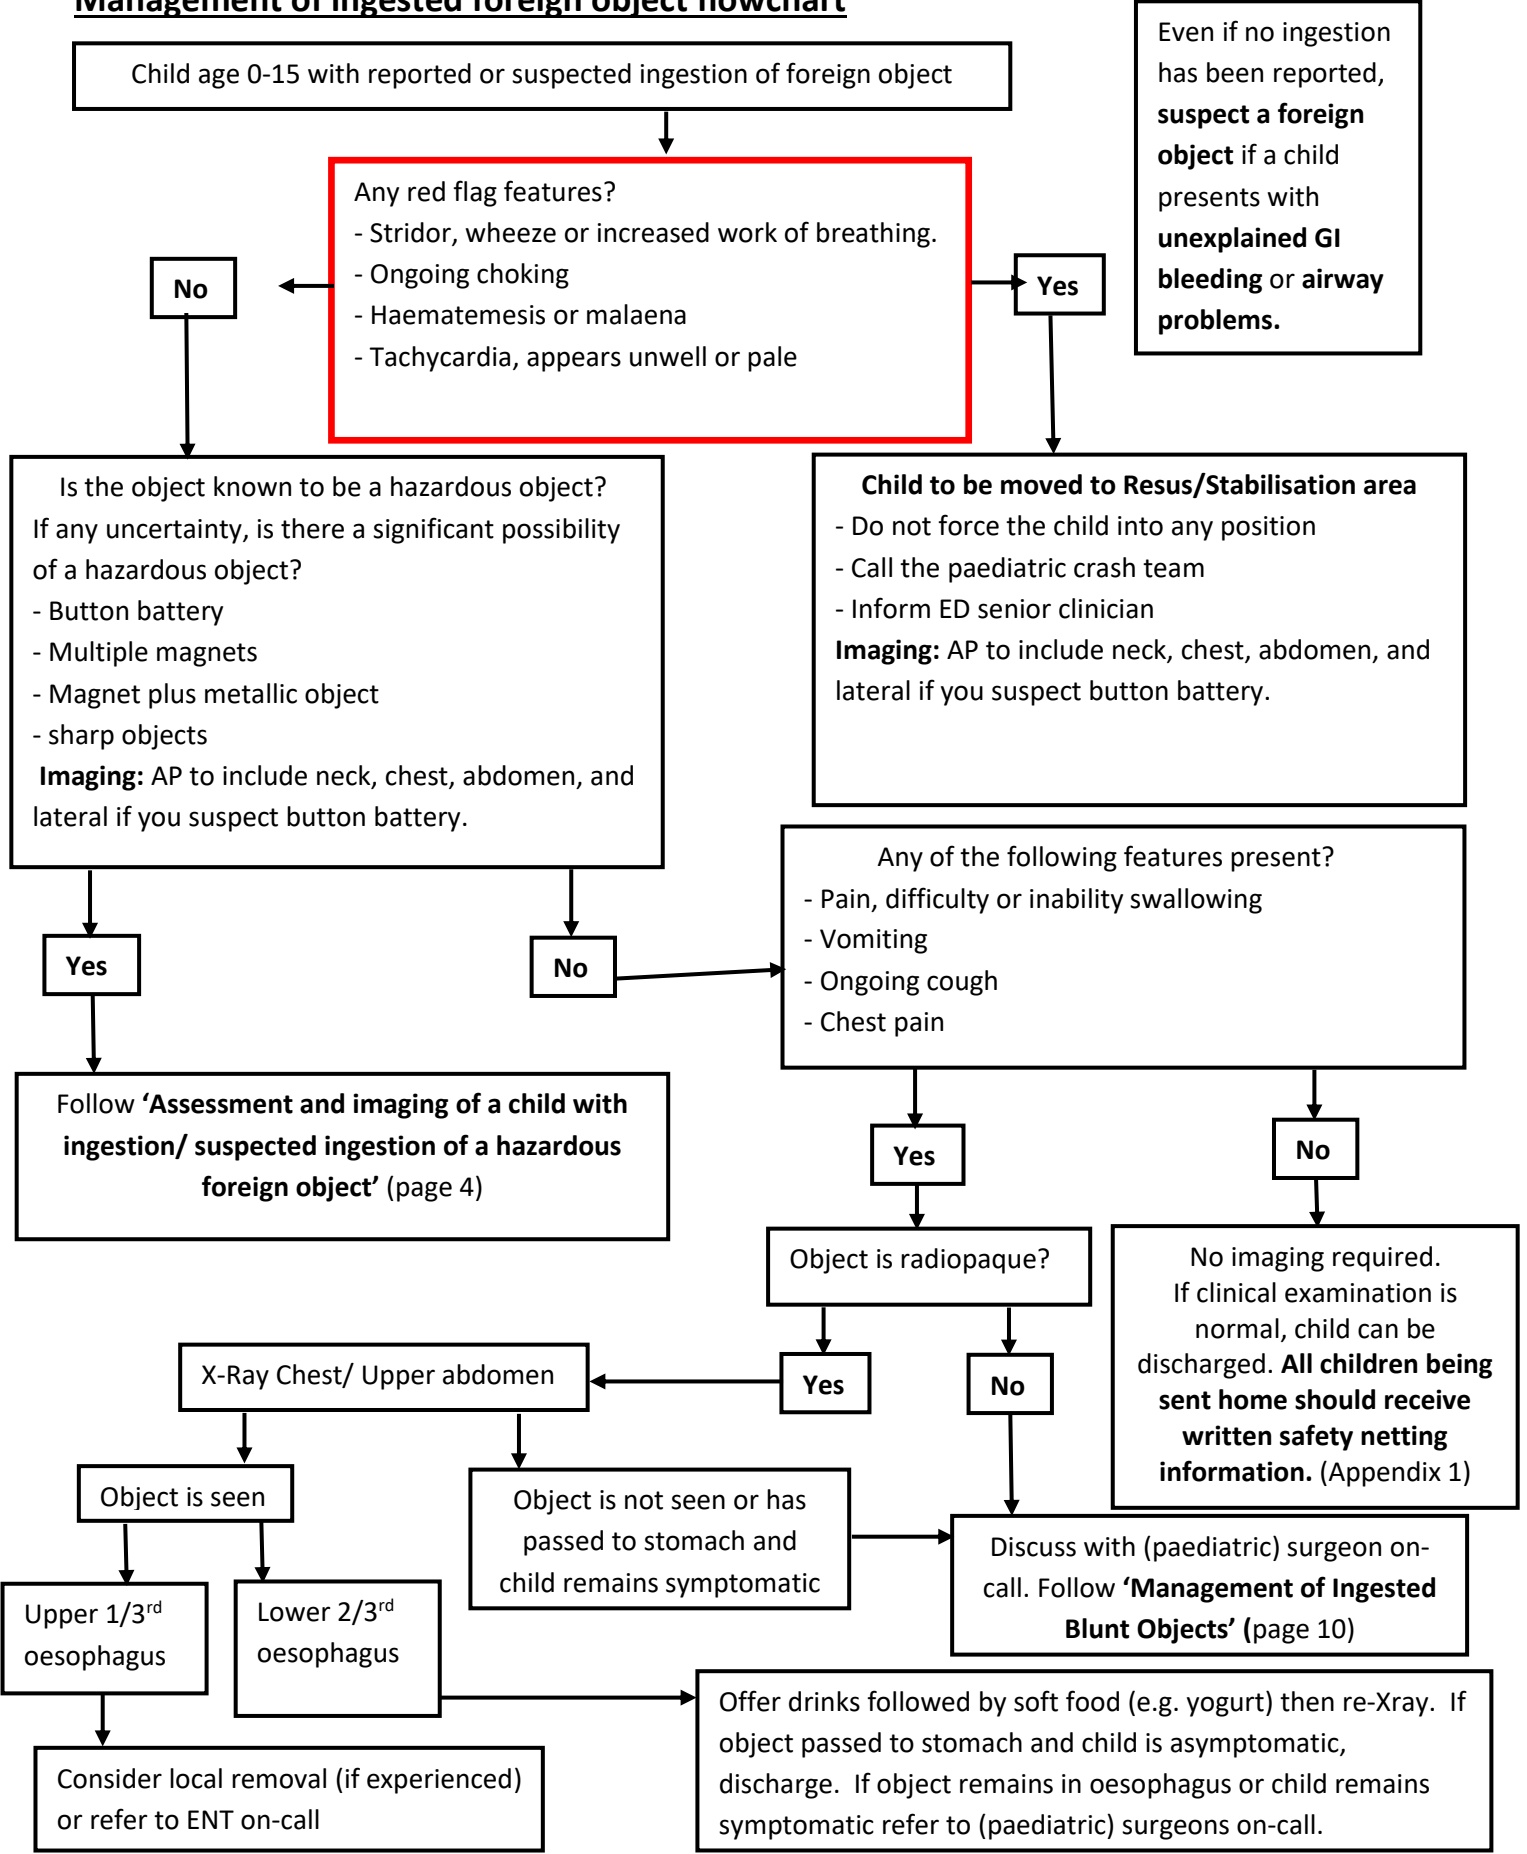 Management of ingested foreign object flowchart
Child age 0-15 with reported or suspected ingestion of foreign object
Even if no ingestion
has been reported,
suspect a foreign
object if a child
presents with
unexplained GI
bleeding or airway
problems.
Any red flag features?
- Stridor, wheeze or increased work of breathing.
- Ongoing choking
- Haematemesis or malaena
- Tachycardia, appears unwell or pale
No
Yes
Is the object known to be a hazardous object?
If any uncertainty, is there a significant possibility
of a hazardous object?
- Button battery
- Multiple magnets
- Magnet plus metallic object
- sharp objects
Imaging: AP to include neck, chest, abdomen, and
lateral if you suspect button battery.
Child to be moved to Resus/Stabilisation area
- Do not force the child into any position
- Call the paediatric crash team
- Inform ED senior clinician
Imaging: AP to include neck, chest, abdomen, and
lateral if you suspect button battery.
Yes
No
Any of the following features present?
- Pain, difficulty or inability swallowing
- Vomiting
- Ongoing cough
- Chest pain
Follow ‘Assessment and imaging of a child with
ingestion/ suspected ingestion of a hazardous
foreign object’ (page 4)
Yes
No
Object is radiopaque?
No imaging required.
If clinical examination is
normal, child can be
discharged. All children being
sent home should receive
written safety netting
information. (Appendix 1)
Yes
No
X-Ray Chest/ Upper abdomen
Object is seen
Object is not seen or has
passed to stomach and
child remains symptomatic
Discuss with (paediatric) surgeon on-
call. Follow ‘Management of Ingested
Blunt Objects’ (page 10)
Upper 1/3rd
oesophagus
Lower 2/3rd
oesophagus
Offer drinks followed by soft food (e.g. yogurt) then re-Xray. If
object passed to stomach and child is asymptomatic,
discharge. If object remains in oesophagus or child remains
symptomatic refer to (paediatric) surgeons on-call.
Consider local removal (if experienced)
or refer to ENT on-call